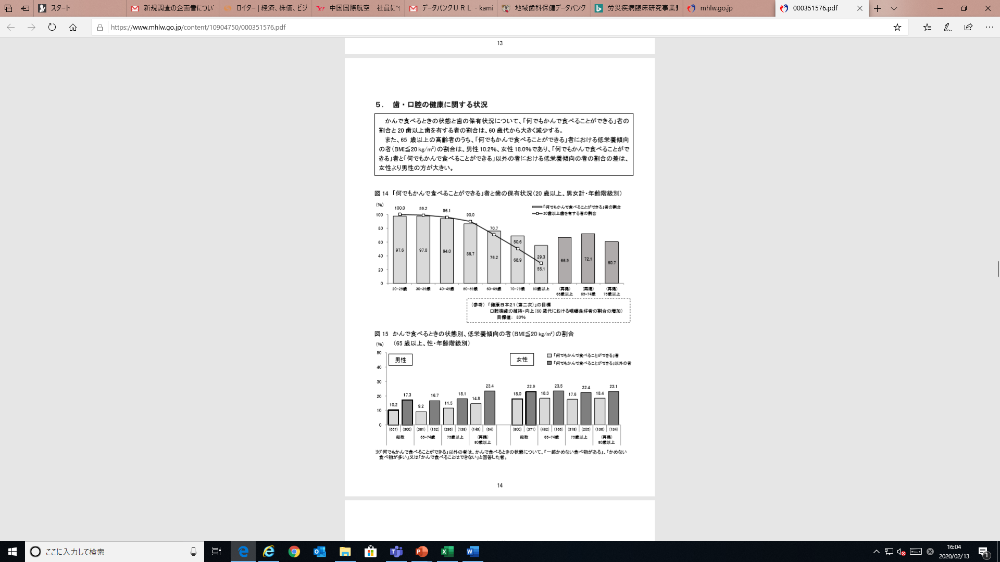 スタート
新規調査の企画書につい
ロイター | 経済、株価、ビジ
中国国際航空 社員に“
データバンクＵＲＬ - kami
地域歯科保健データバンク
労災疾病臨床研究事業費
mhlw.go.jp
000351576.pdf
https://www.mhlw.go.jp/content/10904750/000351576.pdf
13
５． 歯・口腔の健康に関する状況
かんで食べるときの状態と歯の保有状況について、「何でもかんで食べることができる」者の
割合と 20 歯以上歯を有する者の割合は、60 歳代から大きく減少する。
また、65 歳以上の高齢者のうち、「何でもかんで食べることができる」者における低栄養傾向
の者（BMI≦20 kg/㎡）の割合は、男性 10.2％、女性 18.0％であり、「何でもかんで食べることがで
きる」者と「何でもかんで食べることができる」以外の者における低栄養傾向の者の割合の差は、
女性より男性の方が大きい。
図 14 「何でもかんで食べることができる」者と歯の保有状況（20 歳以上、男女計・年齢階級別）
（%）
「何でもかんで食べることができる」者の割合
20歯以上歯を有する者の割合
100.0 99.2 96.1 90.0 70.7 50.6 29.3
100
80
60
40
20
0
97.6 97.8 94.0 86.7 76.2 68.9 55.1 66.9 72.1 60.7
20-29歳 30-39歳 40-49歳 50-59歳 60-69歳 70-79歳 80歳以上 （再掲） （再掲） （再掲）
65歳以上 65-74歳 75歳以上
（参考） 「健康日本２１（第二次）」の目標
口腔機能の維持・向上（60 歳代における咀嚼良好者の割合の増加）
目標値： 80％
図 15 かんで食べるときの状態別、低栄養傾向の者（BMI≦20 kg/㎡）の割合
（65 歳以上、性・年齢階級別）
（%）
男性
女性
「何でもかんで食べることができる」者
「何でもかんで食べることができる」以外の者
50
40
30
20
10
0
10.2 17.3 9.2 16.7 11.5 18.1 14.8 23.4 18.0 22.9 18.3 23.5 17.6 22.4 18.4 23.1
(667) (300) (381) (162) (286) (138) (149) (64) (800) (371) (482) (166) (318) (205) (136) (134)
総数 65-74歳 75歳以上 （再掲） 総数 65-74歳 75歳以上 （再掲）
80歳以上 80歳以上
※「何でもかんで食べることができる」以外の者は、かんで食べるときの状態について、「一部かめない食べ物がある」、「かめない
食べ物が多い」又は「かんで食べることはできない」と回答した者。
14
ここに入力して検索
16:04
2020/02/13
1